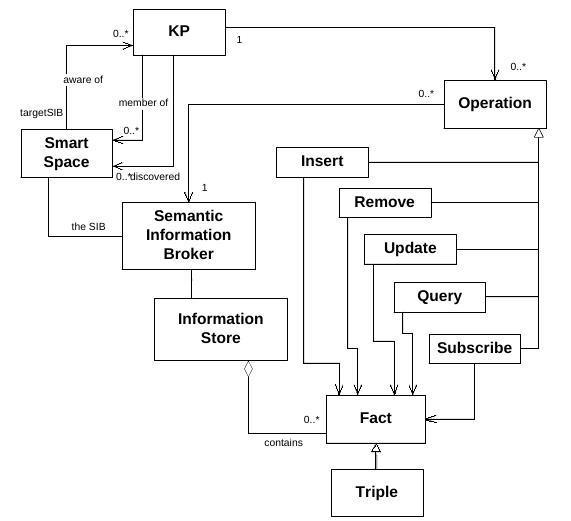 KP
0..*
1
0..*
aware of
0..*
Operation
member of
targetSIB
0..*
Smart
Space
Insert
0..*
discovered
1
Remove
Semantic
Information
Broker
the SIB
Update
Query
Information
Store
Subscribe
0..*
Fact
contains
Triple